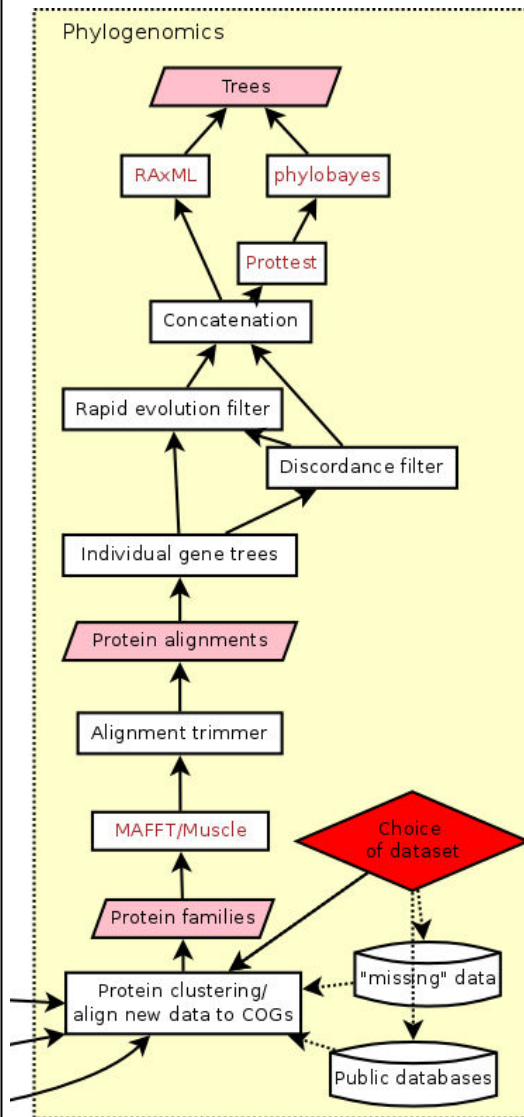 Phylogenomics
Trees
RAxML
phylobayes
Prottest
Concatenation
Rapid evolution filter
Discordance filter
Individual gene trees
Protein alignments
Alignment trimmer
MAFFT/Muscle
Choice
of dataset
Protein families
"missing" data
Protein clustering/
align new data to COGs
Public databases